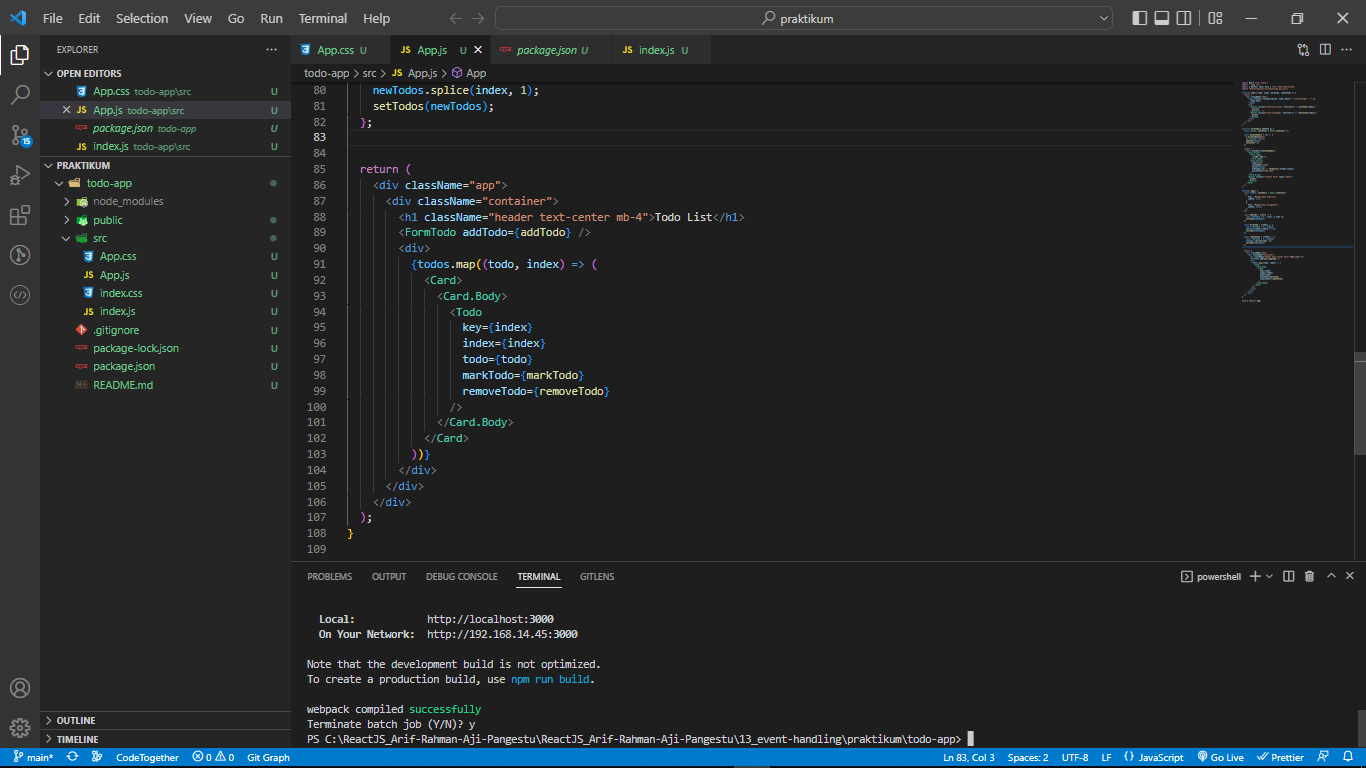 File Edit Selection View Go Run Terminal Help
praktikum
EXPLORER
OPEN EDITORS
App.css todo-app\src U
JS App.js todo-app\src U
package.json todo-app U
JS index.js todo-app\src U
PRAKTIKUM
todo-app
node_modules
public
src
App.css U
JS App.js U
index.css U
JS index.js U
.gitignore U
package-lock.json U
package.json U
README.md U
OUTLINE
TIMELINE
15
App.css U
JS App.js U
package.json U
JS index.js U
todo-app > src > JS App.js > App
80 newTodos.splice(index, 1);
81 setTodos(newTodos);
82 };
83
84
85 return (
86 <div className="app">
87 <div className="container">
88 <h1 className="header text-center mb-4">Todo List</h1>
89 <FormTodo addTodo={addTodo} />
90 <div>
91 {todos.map((todo, index) => (
92 <Card>
93 <Card.Body>
94 <Todo
95 key={index}
96 index={index}
97 todo={todo}
98 markTodo={markTodo}
99 removeTodo={removeTodo}
100 />
101 </Card.Body>
102 </Card>
103 ))}
104 </div>
105 </div>
106 </div>
107 );
108 }
109
PROBLEMS OUTPUT DEBUG CONSOLE TERMINAL GITLENS
powershell
Local: http://localhost:3000
On Your Network: http://192.168.14.45:3000
Note that the development build is not optimized.
To create a production build, use npm run build.
webpack compiled successfully
Terminate batch job (Y/N)? y
PS C:\ReactJS_Arif-Rahman-Aji-Pangestu\ReactJS_Arif-Rahman-Aji-Pangestu\13_event-handling\praktikum\todo-app>
main* CodeTogether 0 0 Git Graph Ln 83, Col 3 Spaces: 2 UTF-8 LF {} JavaScript Go Live Prettier